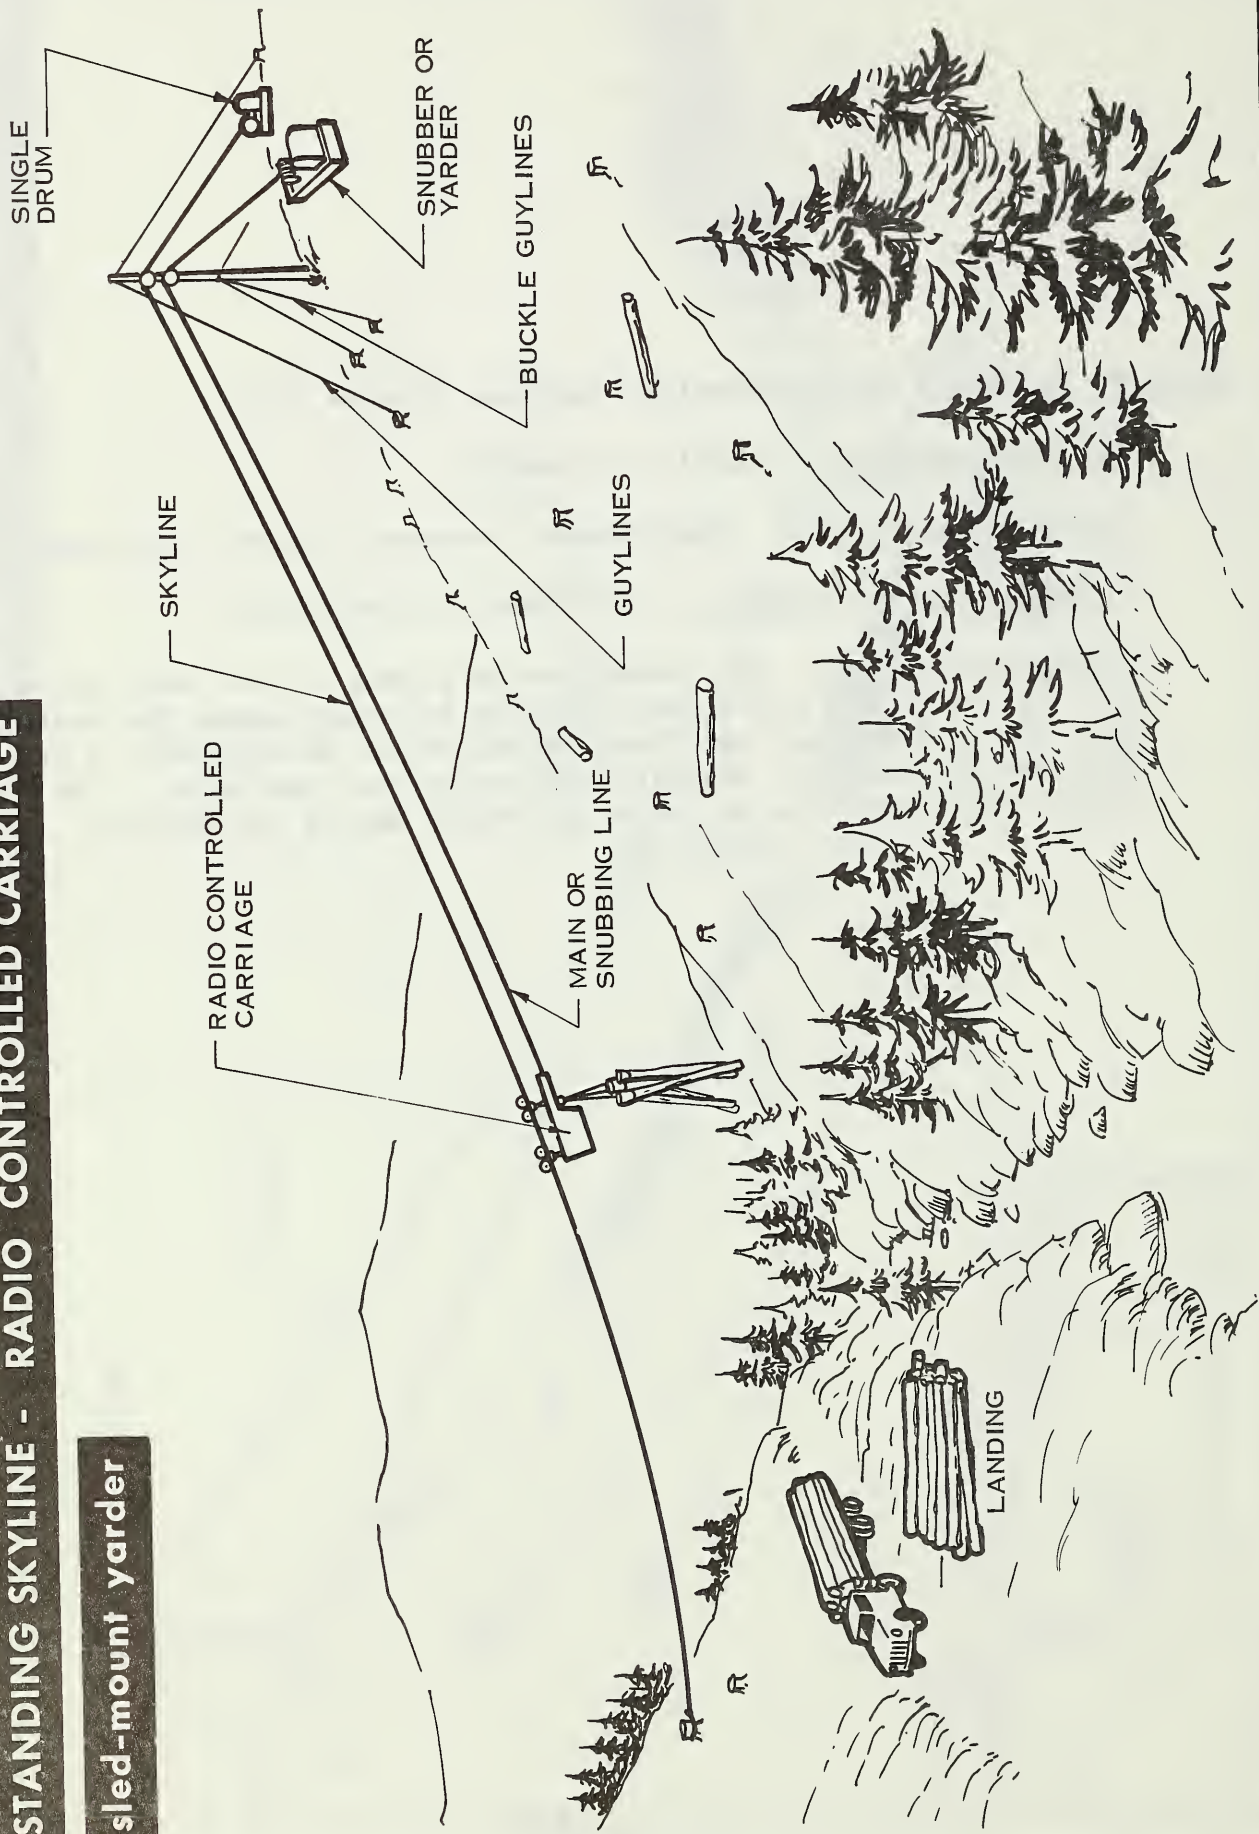 STANDING SKYLINE - RADIO CONTROLLED CARRIAGE
sled-mount yarder
SINGLE
DRUM
SKYLINE
RADIO CONTROLLED
CARRIAGE
SNUBBER OR
YARDER
BUCKLE GUYLINES
GUYLINES
MAIN OR
SNUBBING LINE
LANDING